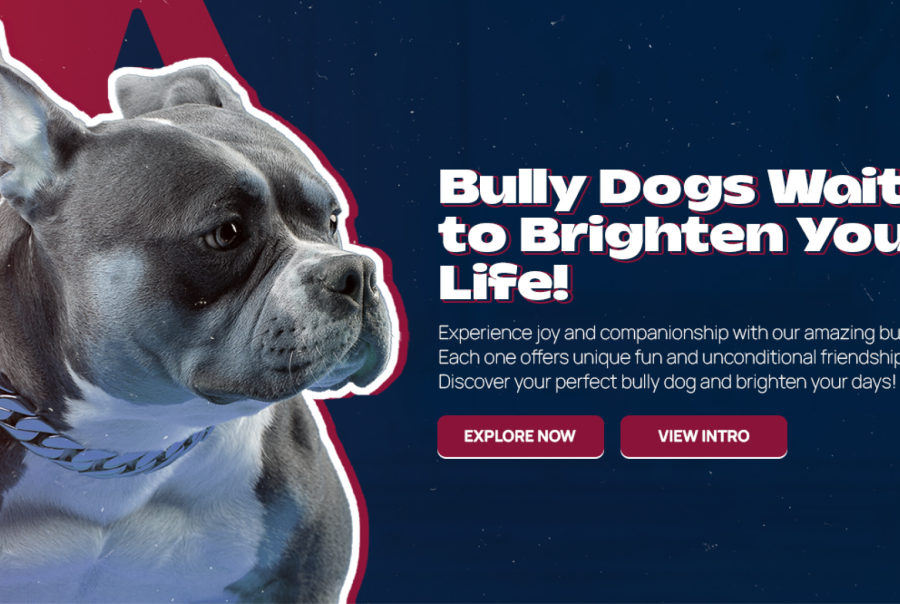 Bully Dogs Wait
to Brighten You
Life!
Experience joy and companionship with our amazing bu
Each one offers unique fun and unconditional friendship
Discover your perfect bully dog and brighten your days!
EXPLORE NOW
VIEW INTRO